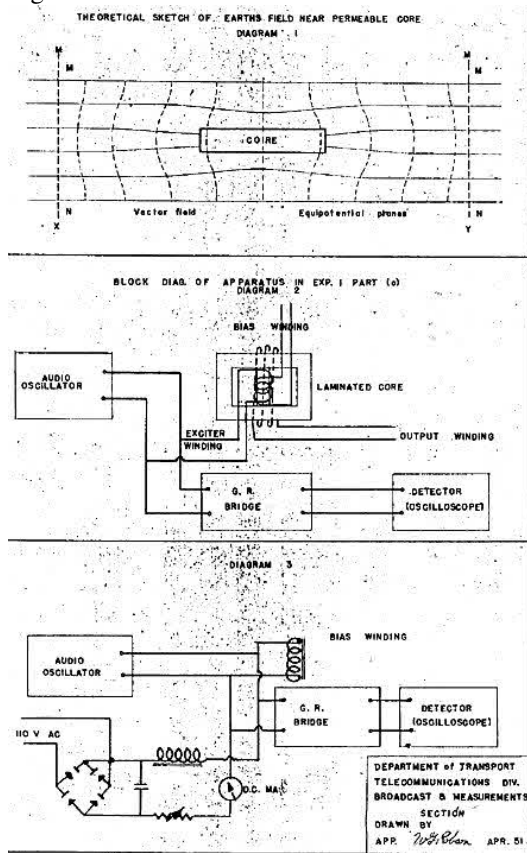 THEORETICAL SKETCH OF EARTHS FIELD NEAR PERMEABLE CORE
DIAGRAM 1
M M
M M
COIRE
N Vector field Equipotential planes N
X Y
BLOCK DIAG. OF APPARATUS IN EXP. 1 PART (c)
DIAGRAM 2
BIAS WINDING
AUDIO
OSCILLATOR
LAMINATED CORE
EXCITER
WINDING
OUTPUT WINDING
G. R.
BRIDGE
DETECTOR
(OSCILLOSCOPE)
DIAGRAM 3
BIAS WINDING
AUDIO
OSCILLATOR
G. R.
BRIDGE
DETECTOR
(OSCILLOSCOPE)
110 V AC
D.C. MA.
DEPARTMENT of TRANSPORT
TELECOMMUNICATIONS DIV.
BROADCAST & MEASUREMENTS
SECTION
DRAWN BY
APP. APR. 51